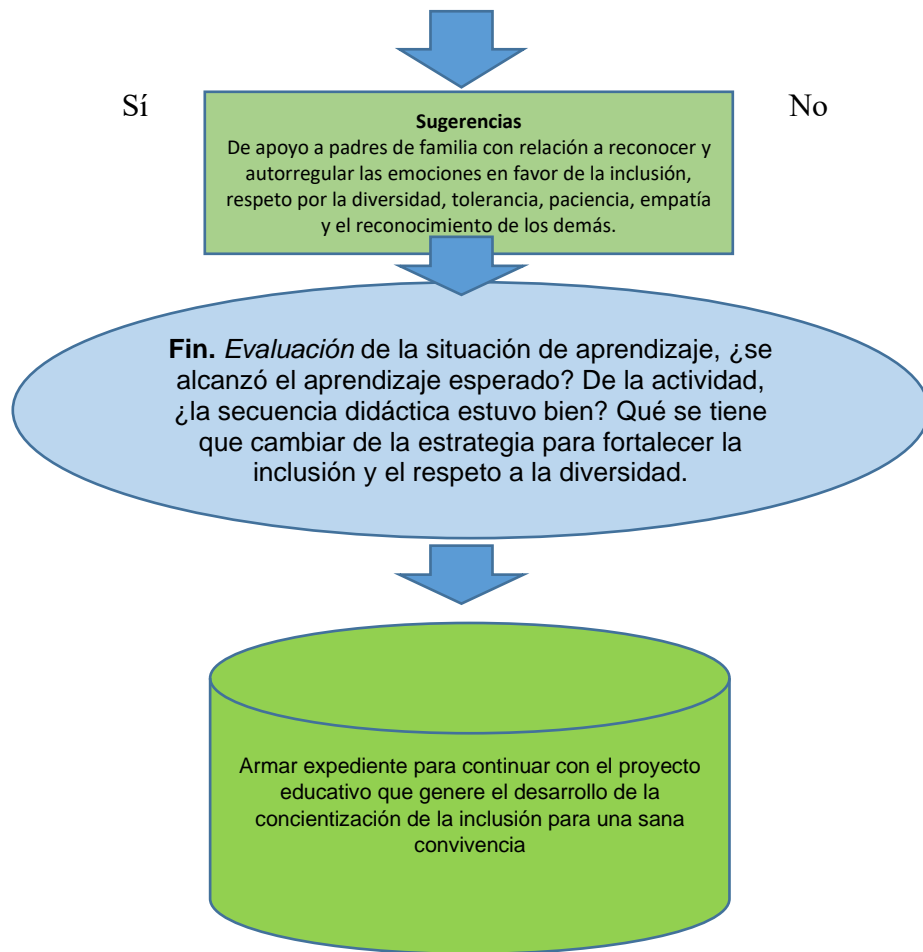 Sí
No
Sugerencias
De apoyo a padres de familia con relación a reconocer y
autorregular las emociones en favor de la inclusión,
respeto por la diversidad, tolerancia, paciencia, empatía
y el reconocimiento de los demás.
Fin. Evaluación de la situación de aprendizaje, ¿se
alcanzó el aprendizaje esperado? De la actividad,
¿la secuencia didáctica estuvo bien? Qué se tiene
que cambiar de la estrategia para fortalecer la
inclusión y el respeto a la diversidad.
Armar expediente para continuar con el proyecto
educativo que genere el desarrollo de la
concientización de la inclusión para una sana
convivencia